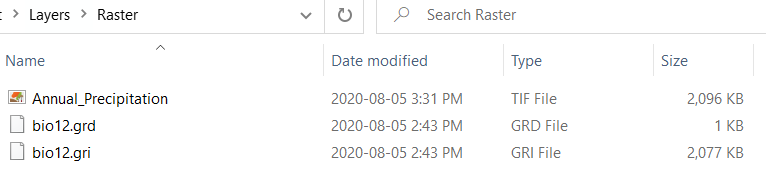 Layers > Raster Search Raster
Name Date modified Type Size
Annual_Precipitation 2020-08-05 3:31 PM TIF File 2,096 KB
bio12.grd 2020-08-05 2:43 PM GRD File 1 KB
bio12.gri 2020-08-05 2:43 PM GRI File 2,077 KB